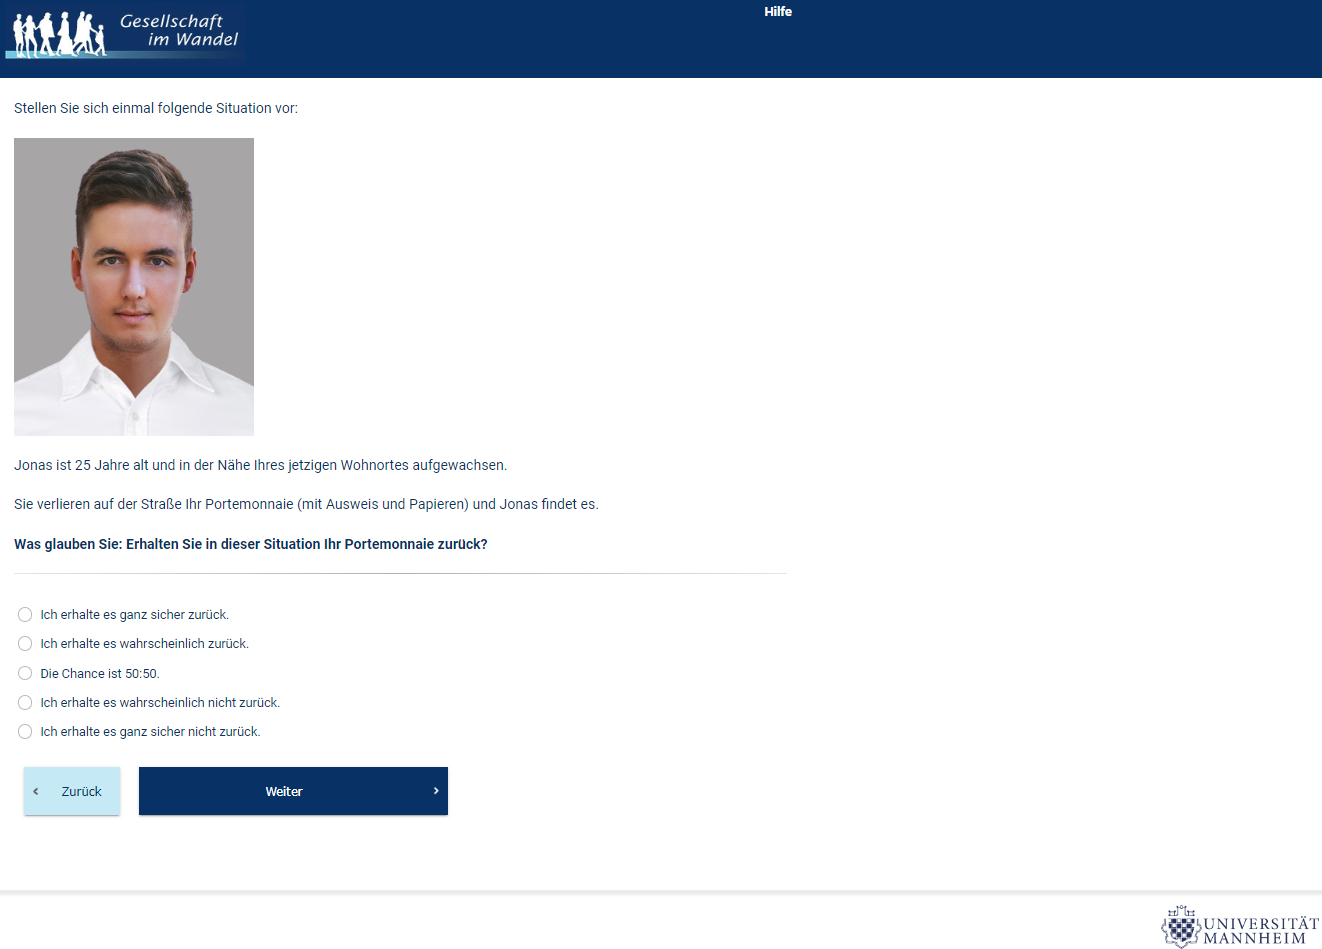 Gesellschaft
im Wandel
Hilfe
Stellen Sie sich einmal folgende Situation vor:
Jonas ist 25 Jahre alt und in der Nähe Ihres jetzigen Wohnortes aufgewachsen.
Sie verlieren auf der Straße Ihr Portemonnaie (mit Ausweis und Papieren) und Jonas findet es.
Was glauben Sie: Erhalten Sie in dieser Situation Ihr Portemonnaie zurück?
Ich erhalte es ganz sicher zurück.
Ich erhalte es wahrscheinlich zurück.
Die Chance ist 50:50.
Ich erhalte es wahrscheinlich nicht zurück.
Ich erhalte es ganz sicher nicht zurück.
Zurück
Weiter
UNIVERSITÄT
MANNHEIM